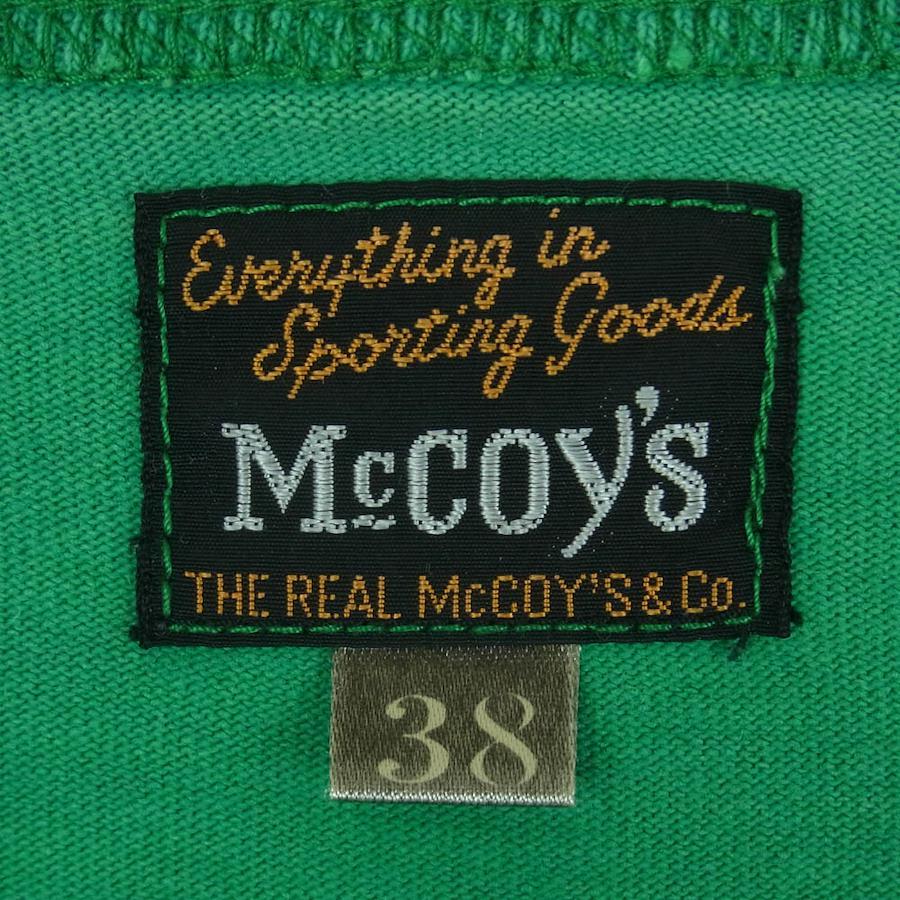 Everything in
Sporting Goods
McCOY'S
THE REAL McCOY'S & Co.
38